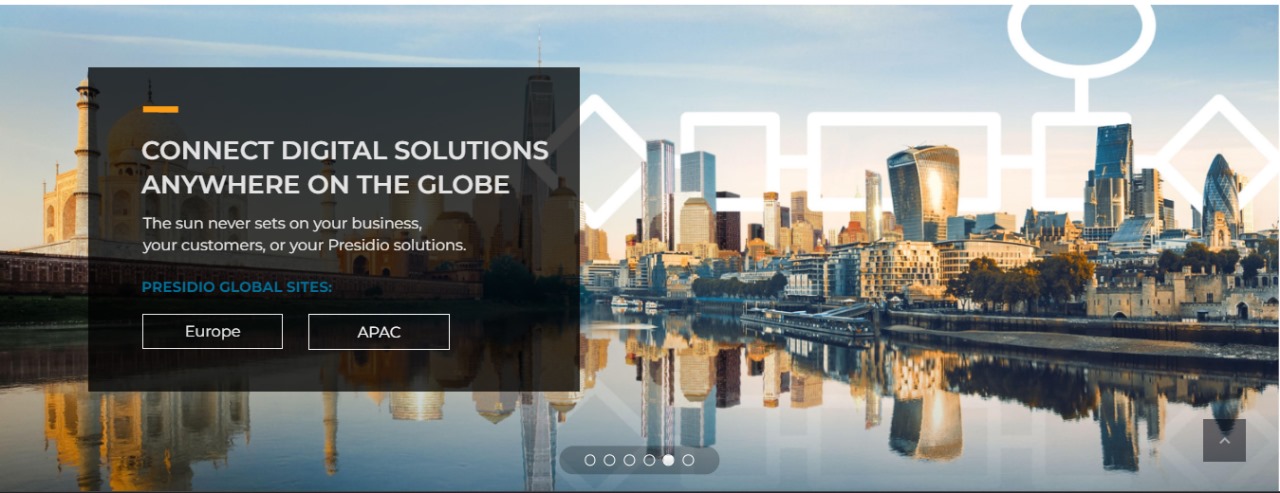 CONNECT DIGITAL SOLUTIONS
ANYWHERE ON THE GLOBE
The sun never sets on your business,
your customers, or your Presidio solutions.
PRESIDIO GLOBAL SITES:
Europe
APAC